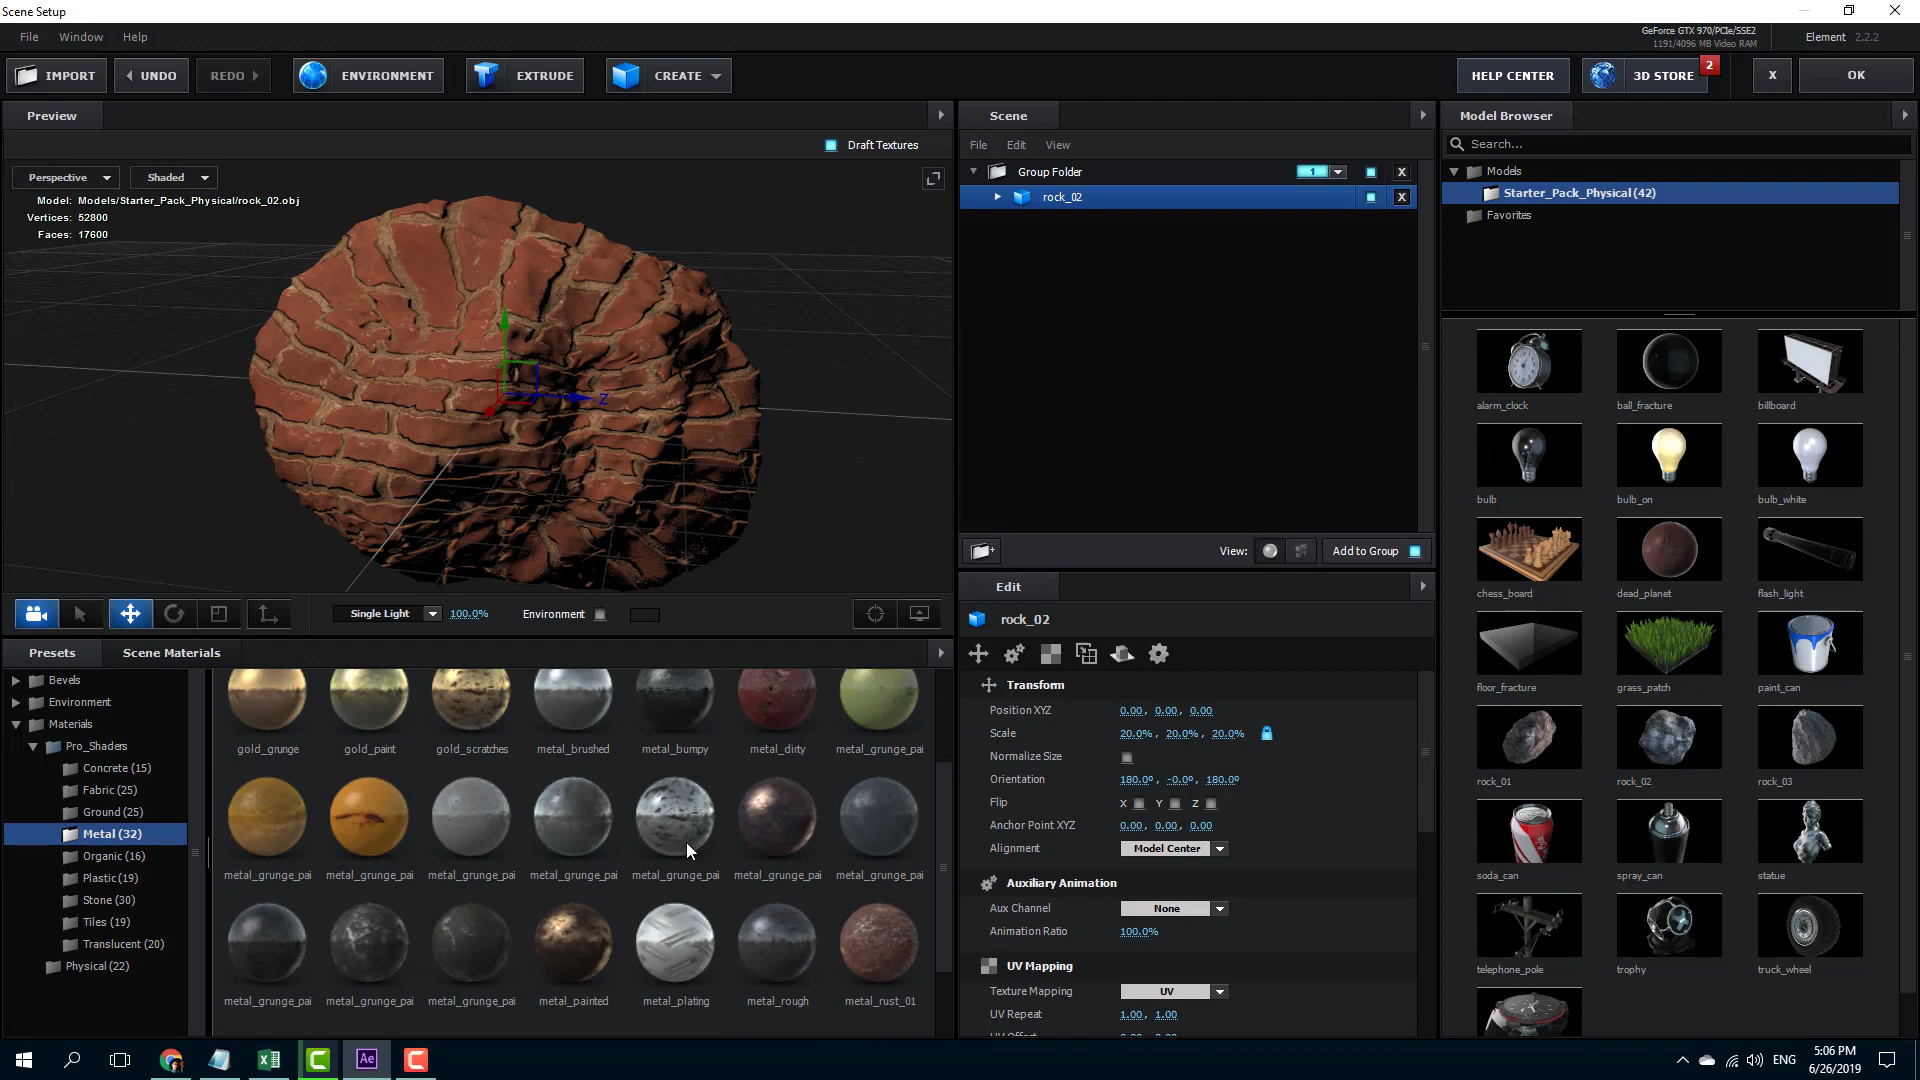 Scene Setup
File Window Help
GeForce GTX 970/PCIe/SSE2
1191/4096 MB Video RAM
Element 2.2.2
IMPORT UNDO REDO ENVIRONMENT EXTRUDE CREATE HELP CENTER 3D STORE 2 X OK
Preview
Draft Textures
Perspective Shaded
Model: Models/Starter_Pack_Physical/rock_02.obj
Vertices: 52800
Faces: 17600
Z
Single Light 100.0% Environment
Presets Scene Materials
Bevels
Environment
Materials
Pro_Shaders
Concrete (15)
Fabric (25)
Ground (25)
Metal (32)
Organic (16)
Plastic (19)
Stone (30)
Tiles (19)
Translucent (20)
Physical (22)
gold_grunge gold_paint gold_scratches metal_brushed metal_bumpy metal_dirty metal_grunge_pai
metal_grunge_pai metal_grunge_pai metal_grunge_pai metal_grunge_pai metal_grunge_pai metal_grunge_pai metal_grunge_pai
metal_grunge_pai metal_grunge_pai metal_grunge_pai metal_painted metal_plating metal_rough metal_rust_01
Scene
File Edit View
Group Folder 1 X
rock_02 X
View: Add to Group
Edit
rock_02
Transform
Position XYZ 0.00, 0.00, 0.00
Scale 20.0%, 20.0%, 20.0%
Normalize Size
Orientation 180.0º, -0.0º, 180.0º
Flip X Y Z
Anchor Point XYZ 0.00, 0.00, 0.00
Alignment Model Center
Auxiliary Animation
Aux Channel None
Animation Ratio 100.0%
UV Mapping
Texture Mapping UV
UV Repeat 1.00, 1.00
Model Browser
Search...
Models
Starter_Pack_Physical (42)
Favorites
alarm_clock ball_fracture billboard
bulb bulb_on bulb_white
chess_board dead_planet flash_light
floor_fracture grass_patch paint_can
rock_01 rock_02 rock_03
soda_can spray_can statue
telephone_pole trophy truck_wheel
Ae
ENG
5:06 PM
6/26/2019